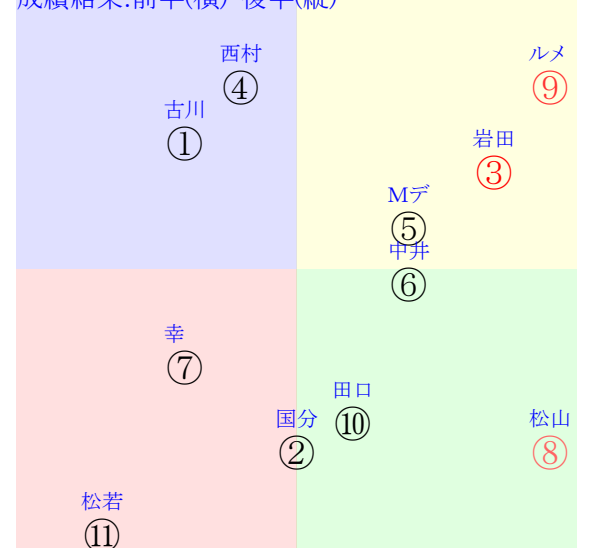 成績結果:前半(横) 後半(縦)
西村
④
ルメ
⑨
古川
①
岩田
③
Mデ
⑤
中井
⑥
幸
⑦
田口
⑩
国分
②
松山
⑧
松若
⑪